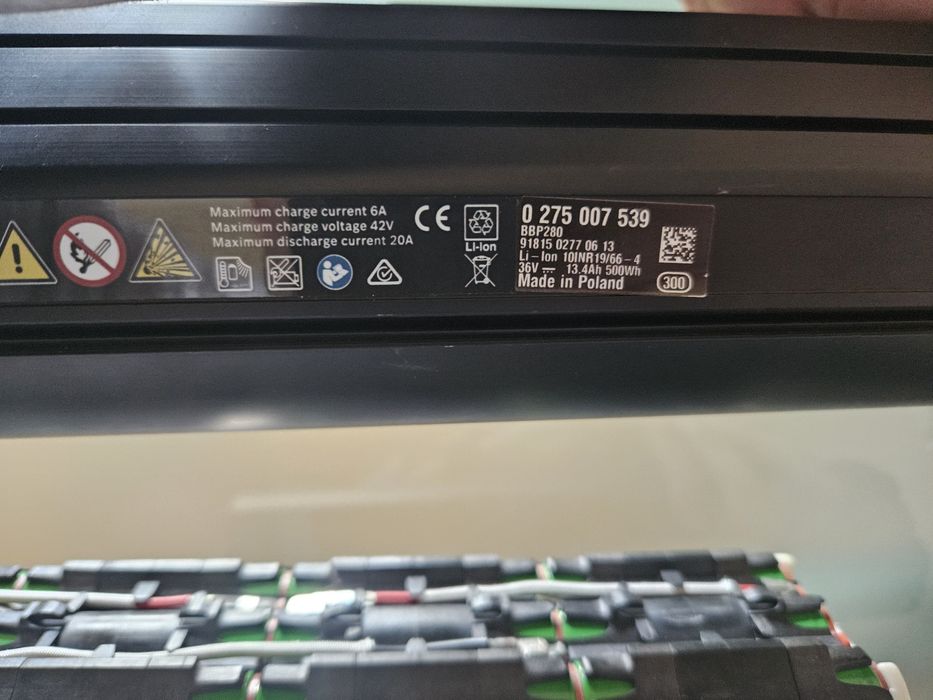 Maximum charge current 6A
Maximum charge voltage 42V
Maximum discharge current 20A
CE
Li-Ion
0 275 007 539
BBP280
91815 0277 06 13
Li - Ion 10INR19/66 - 4
36V 13.4Ah 500Wh
Made in Poland
300